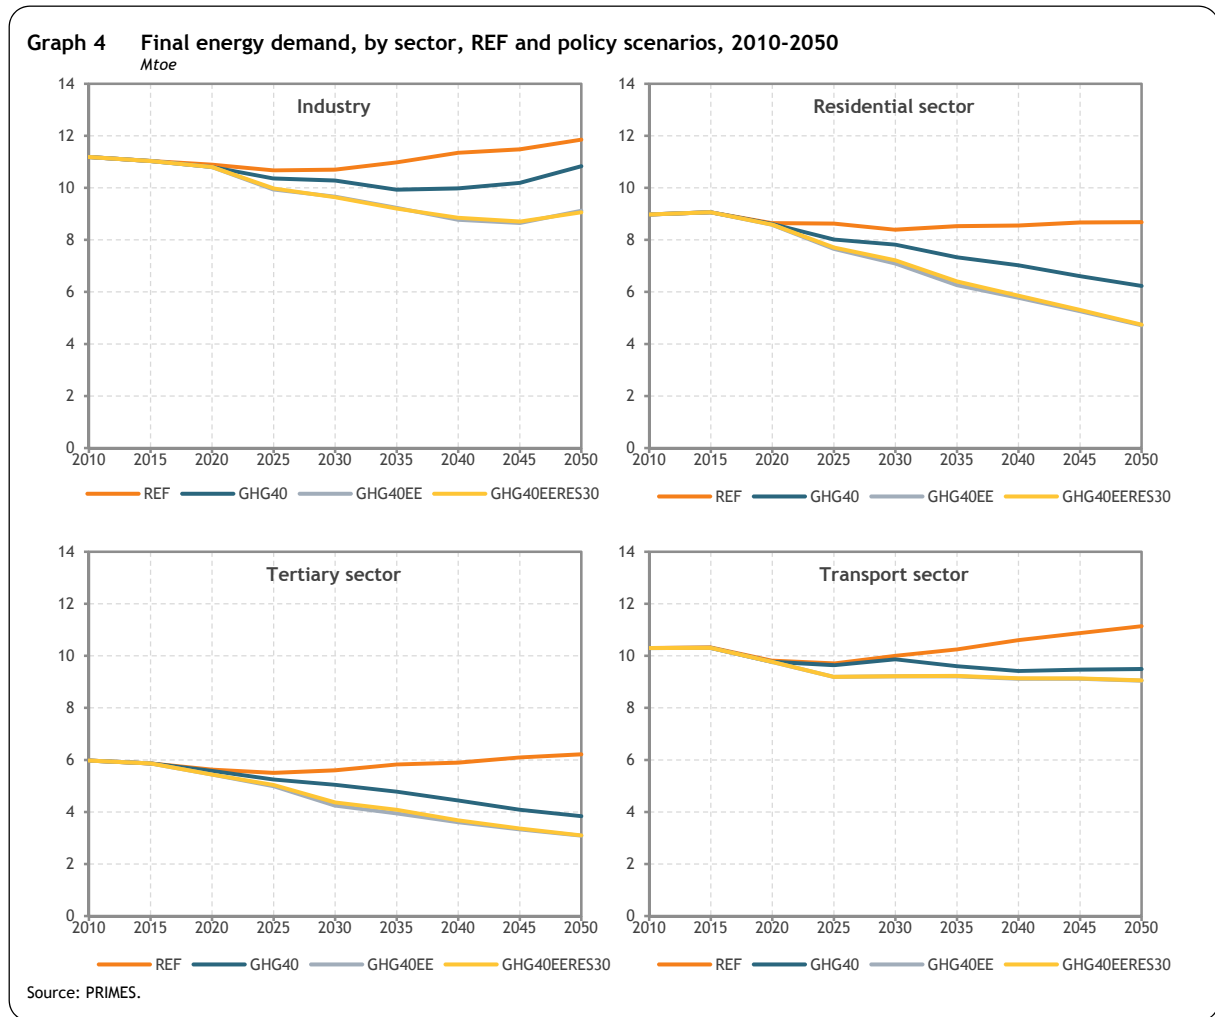 Graph 4 Final energy demand, by sector, REF and policy scenarios, 2010-2050
Mtoe
Industry
14
12
10
8
6
4
2
0
2010 2015 2020 2025 2030 2035 2040 2045 2050
REF GHG40 GHG40EE GHG40EERES30
Residential sector
14
12
10
8
6
4
2
0
2010 2015 2020 2025 2030 2035 2040 2045 2050
REF GHG40 GHG40EE GHG40EERES30
Tertiary sector
14
12
10
8
6
4
2
0
2010 2015 2020 2025 2030 2035 2040 2045 2050
REF GHG40 GHG40EE GHG40EERES30
Transport sector
14
12
10
8
6
4
2
0
2010 2015 2020 2025 2030 2035 2040 2045 2050
REF GHG40 GHG40EE GHG40EERES30
Source: PRIMES.